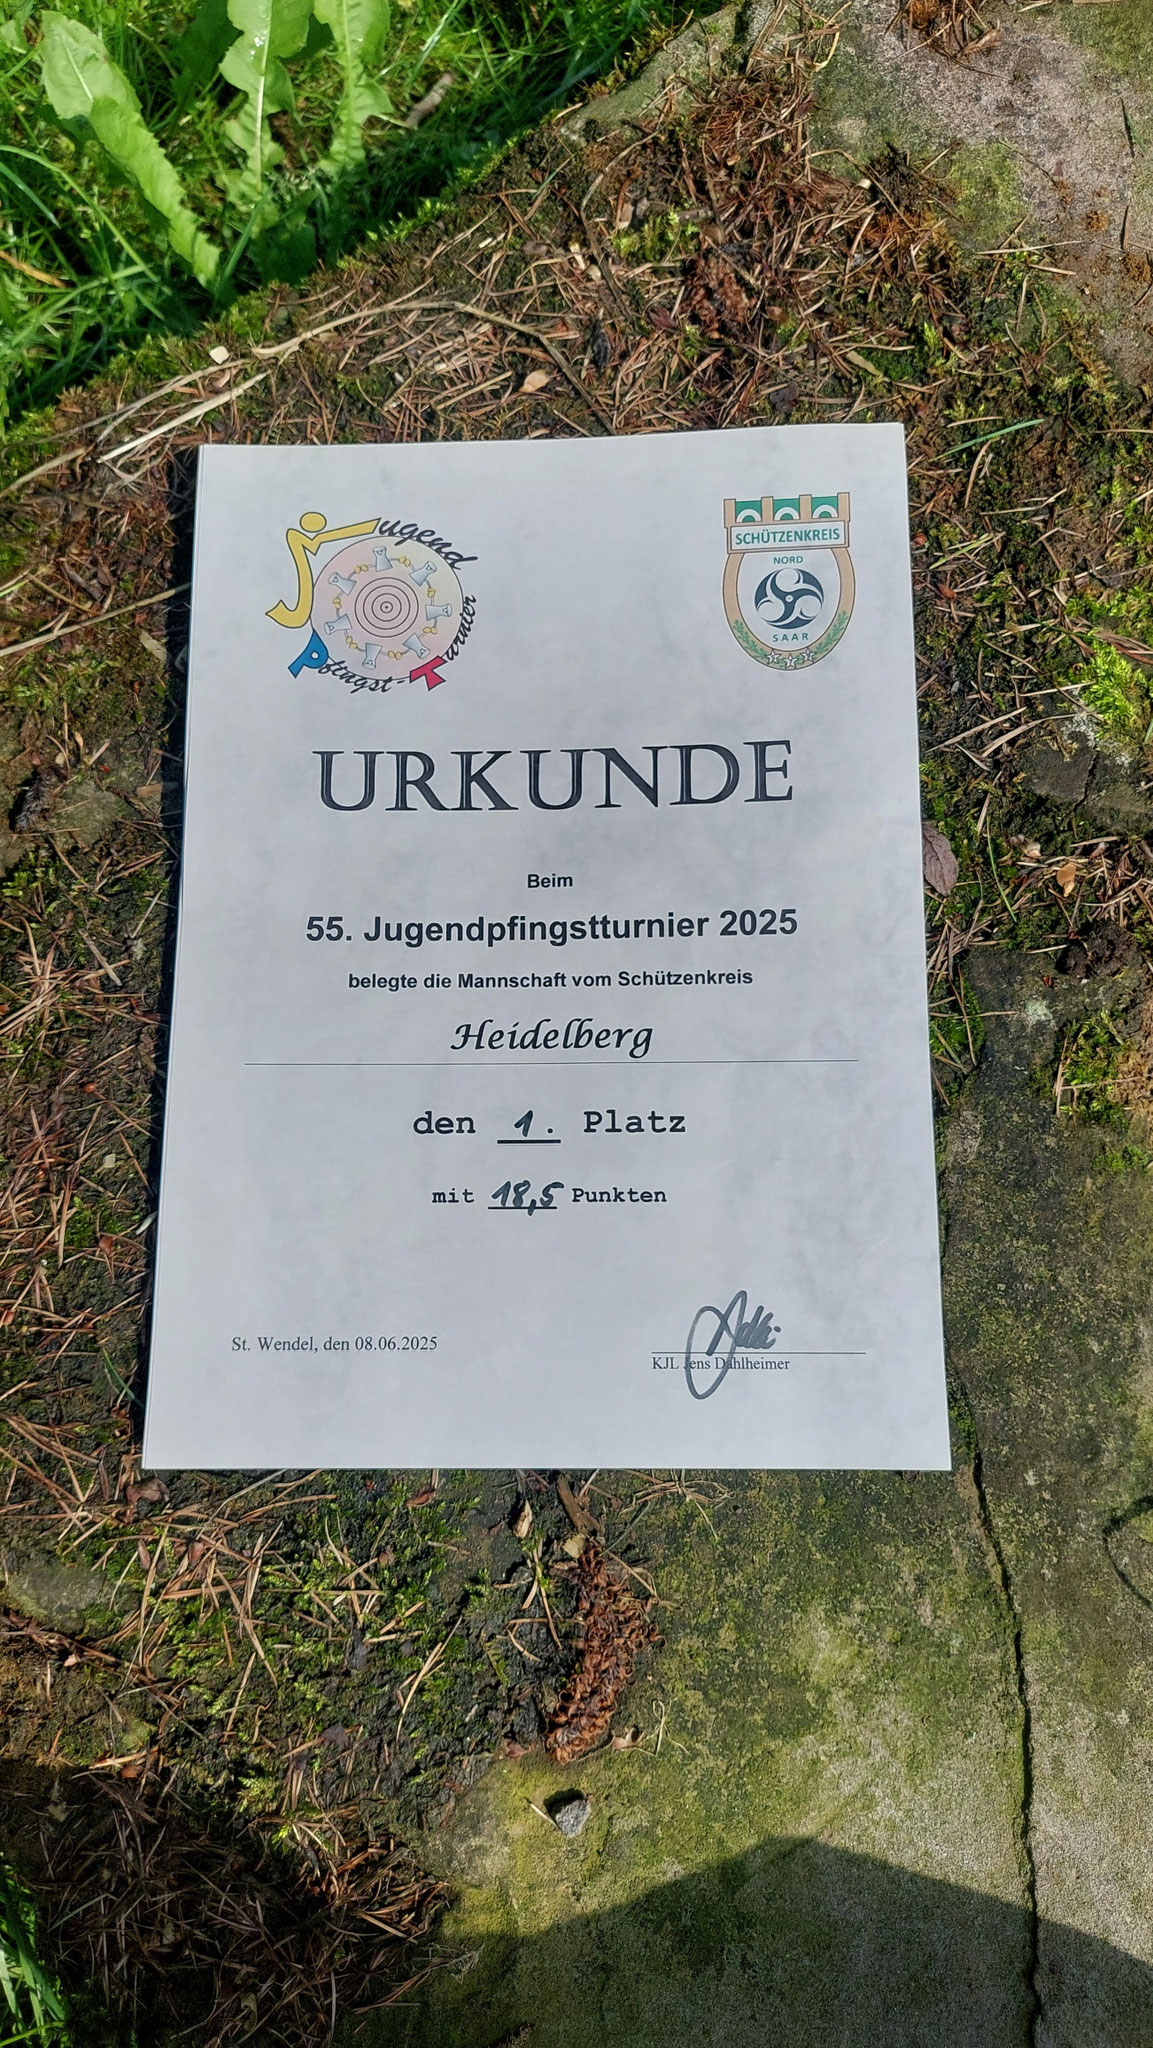 Jugend
Pfingst-
Turnier
SCHÜTZENKREIS
NORD
SAAR
URKUNDE
Beim
55. Jugendpfingstturnier 2025
belegte die Mannschaft vom Schützenkreis
Heidelberg
den 1. Platz
mit 18,5 Punkten
St. Wendel, den 08.06.2025
KJL Jens Dahlheimer